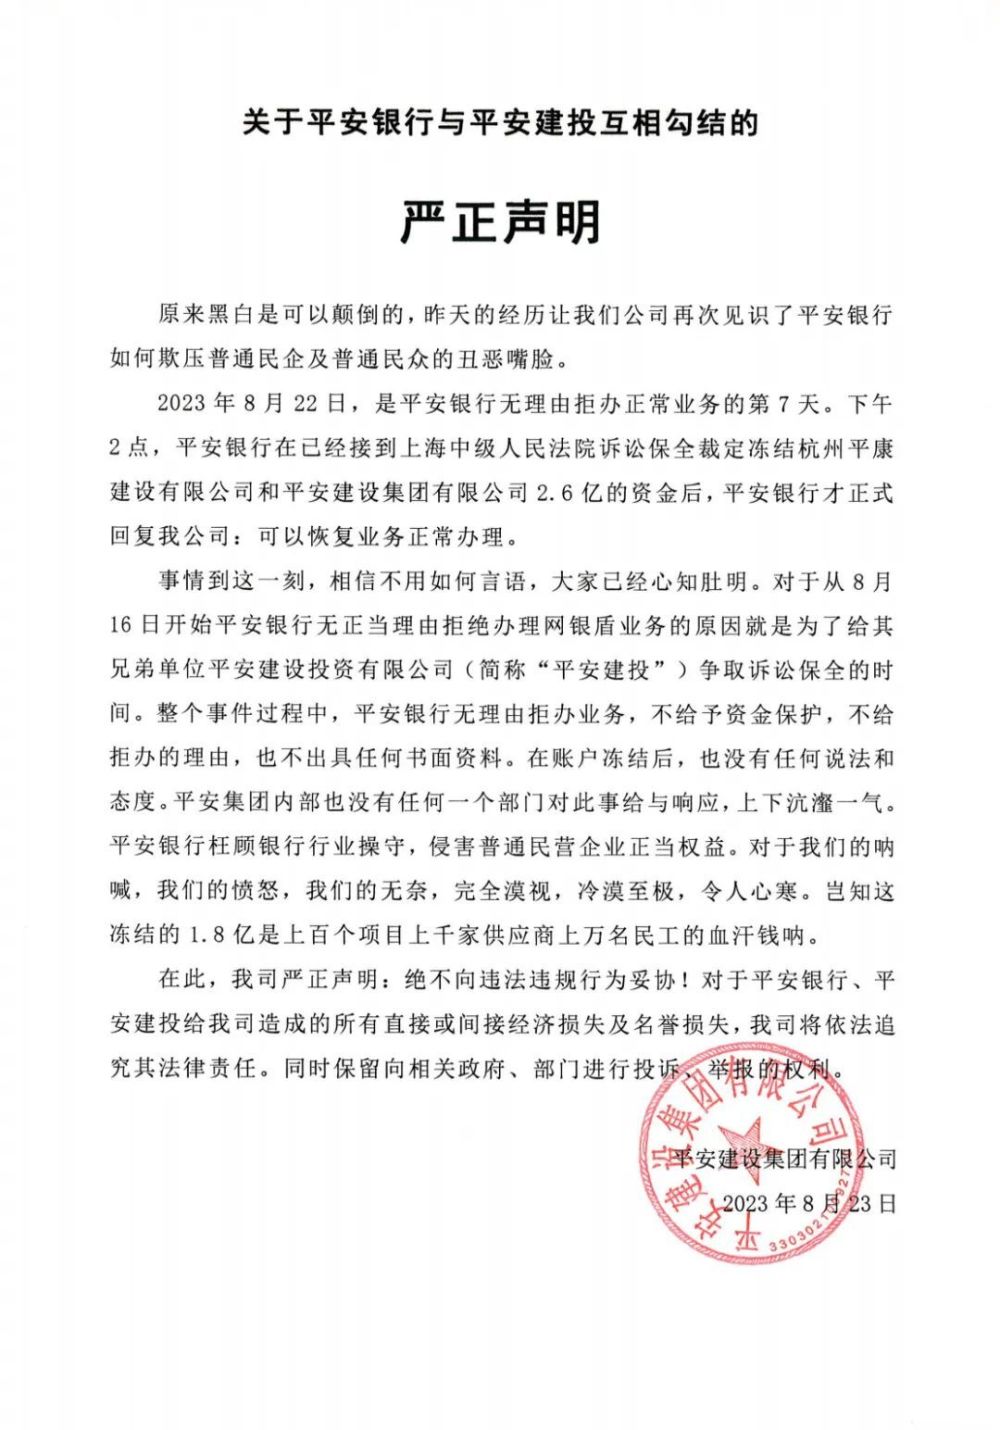 关于平安银行与平安建投互相勾结的
严正声明
原来黑白是可以颠倒的，昨天的经历让我们公司再次见识了平安银行
如何欺压普通民企及普通民众的丑恶嘴脸。
2023 年 8 月 22 日，是平安银行无理由拒办正常业务的第 7 天。下午
2 点，平安银行在已经接到上海中级人民法院诉讼保全裁定冻结杭州平康
建设有限公司和平安建设集团有限公司 2.6 亿的资金后，平安银行才正式
回复我公司：可以恢复业务正常办理。
事情到这一刻，相信不用如何言语，大家已经心知肚明。对于从 8 月
16 日开始平安银行无正当理由拒绝办理网银盾业务的原因就是为了给其
兄弟单位平安建设投资有限公司（简称“平安建投”）争取诉讼保全的时
间。整个事件过程中，平安银行无理由拒办业务，不给予资金保护，不给
拒办的理由，也不出具任何书面资料。在账户冻结后，也没有任何说法和
态度。平安集团内部也没有任何一个部门对此事给与响应，上下沆瀣一气。
平安银行枉顾银行行业操守，侵害普通民营企业正当权益。对于我们的呐
喊，我们的愤怒，我们的无奈，完全漠视，冷漠至极，令人心寒。岂知这
冻结的 1.8 亿是上百个项目上千家供应商上万名民工的血汗钱呐。
在此，我司严正声明：绝不向违法违规行为妥协！对于平安银行、平
安建投给我司造成的所有直接或间接经济损失及名誉损失，我司将依法追
究其法律责任。同时保留向相关政府、部门进行投诉、举报的权利。
平安建设集团有限公司
2023 年 8 月 23 日
平安建设集团有限公司